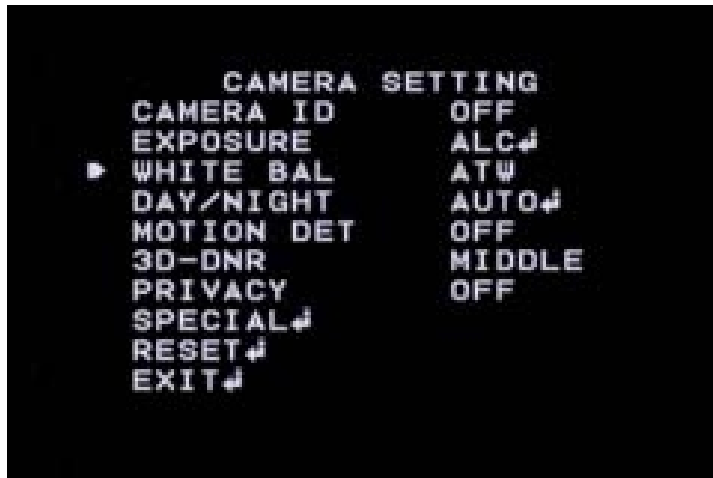 CAMERA SETTING
CAMERA ID OFF
EXPOSURE ALC↲
WHITE BAL ATW
DAY/NIGHT AUTO↲
MOTION DET OFF
3D-DNR MIDDLE
PRIVACY OFF
SPECIAL↲
RESET↲
EXIT↲